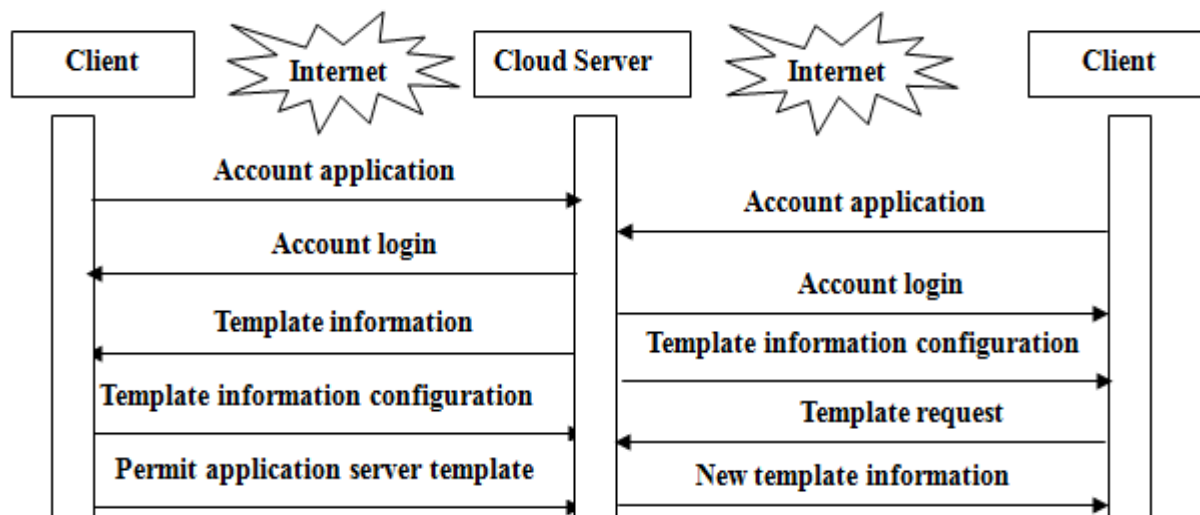 Client
Internet
Cloud Server
Internet
Client
Account application
Account application
Account login
Account login
Template information
Template information configuration
Template information configuration
Template request
Permit application server template
New template information